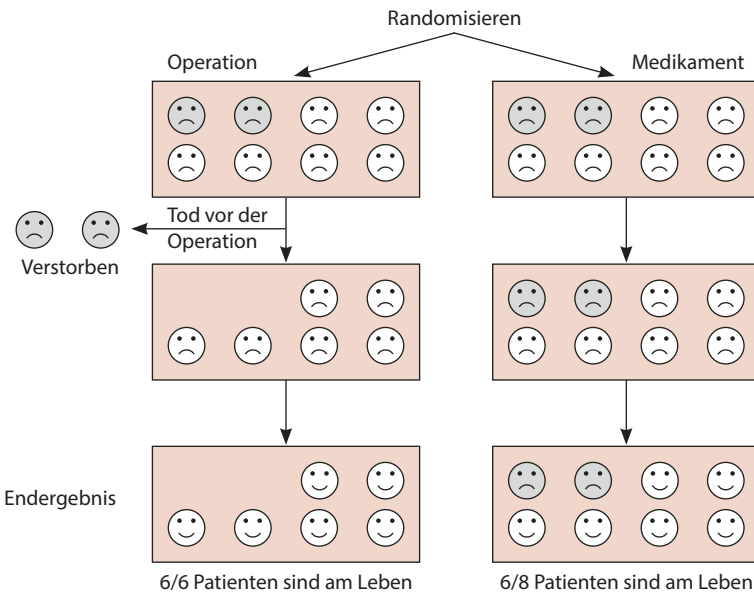 Randomisieren
Operation
Medikament
Tod vor der
Operation
Verstorben
Endergebnis
6/6 Patienten sind am Leben
6/8 Patienten sind am Leben